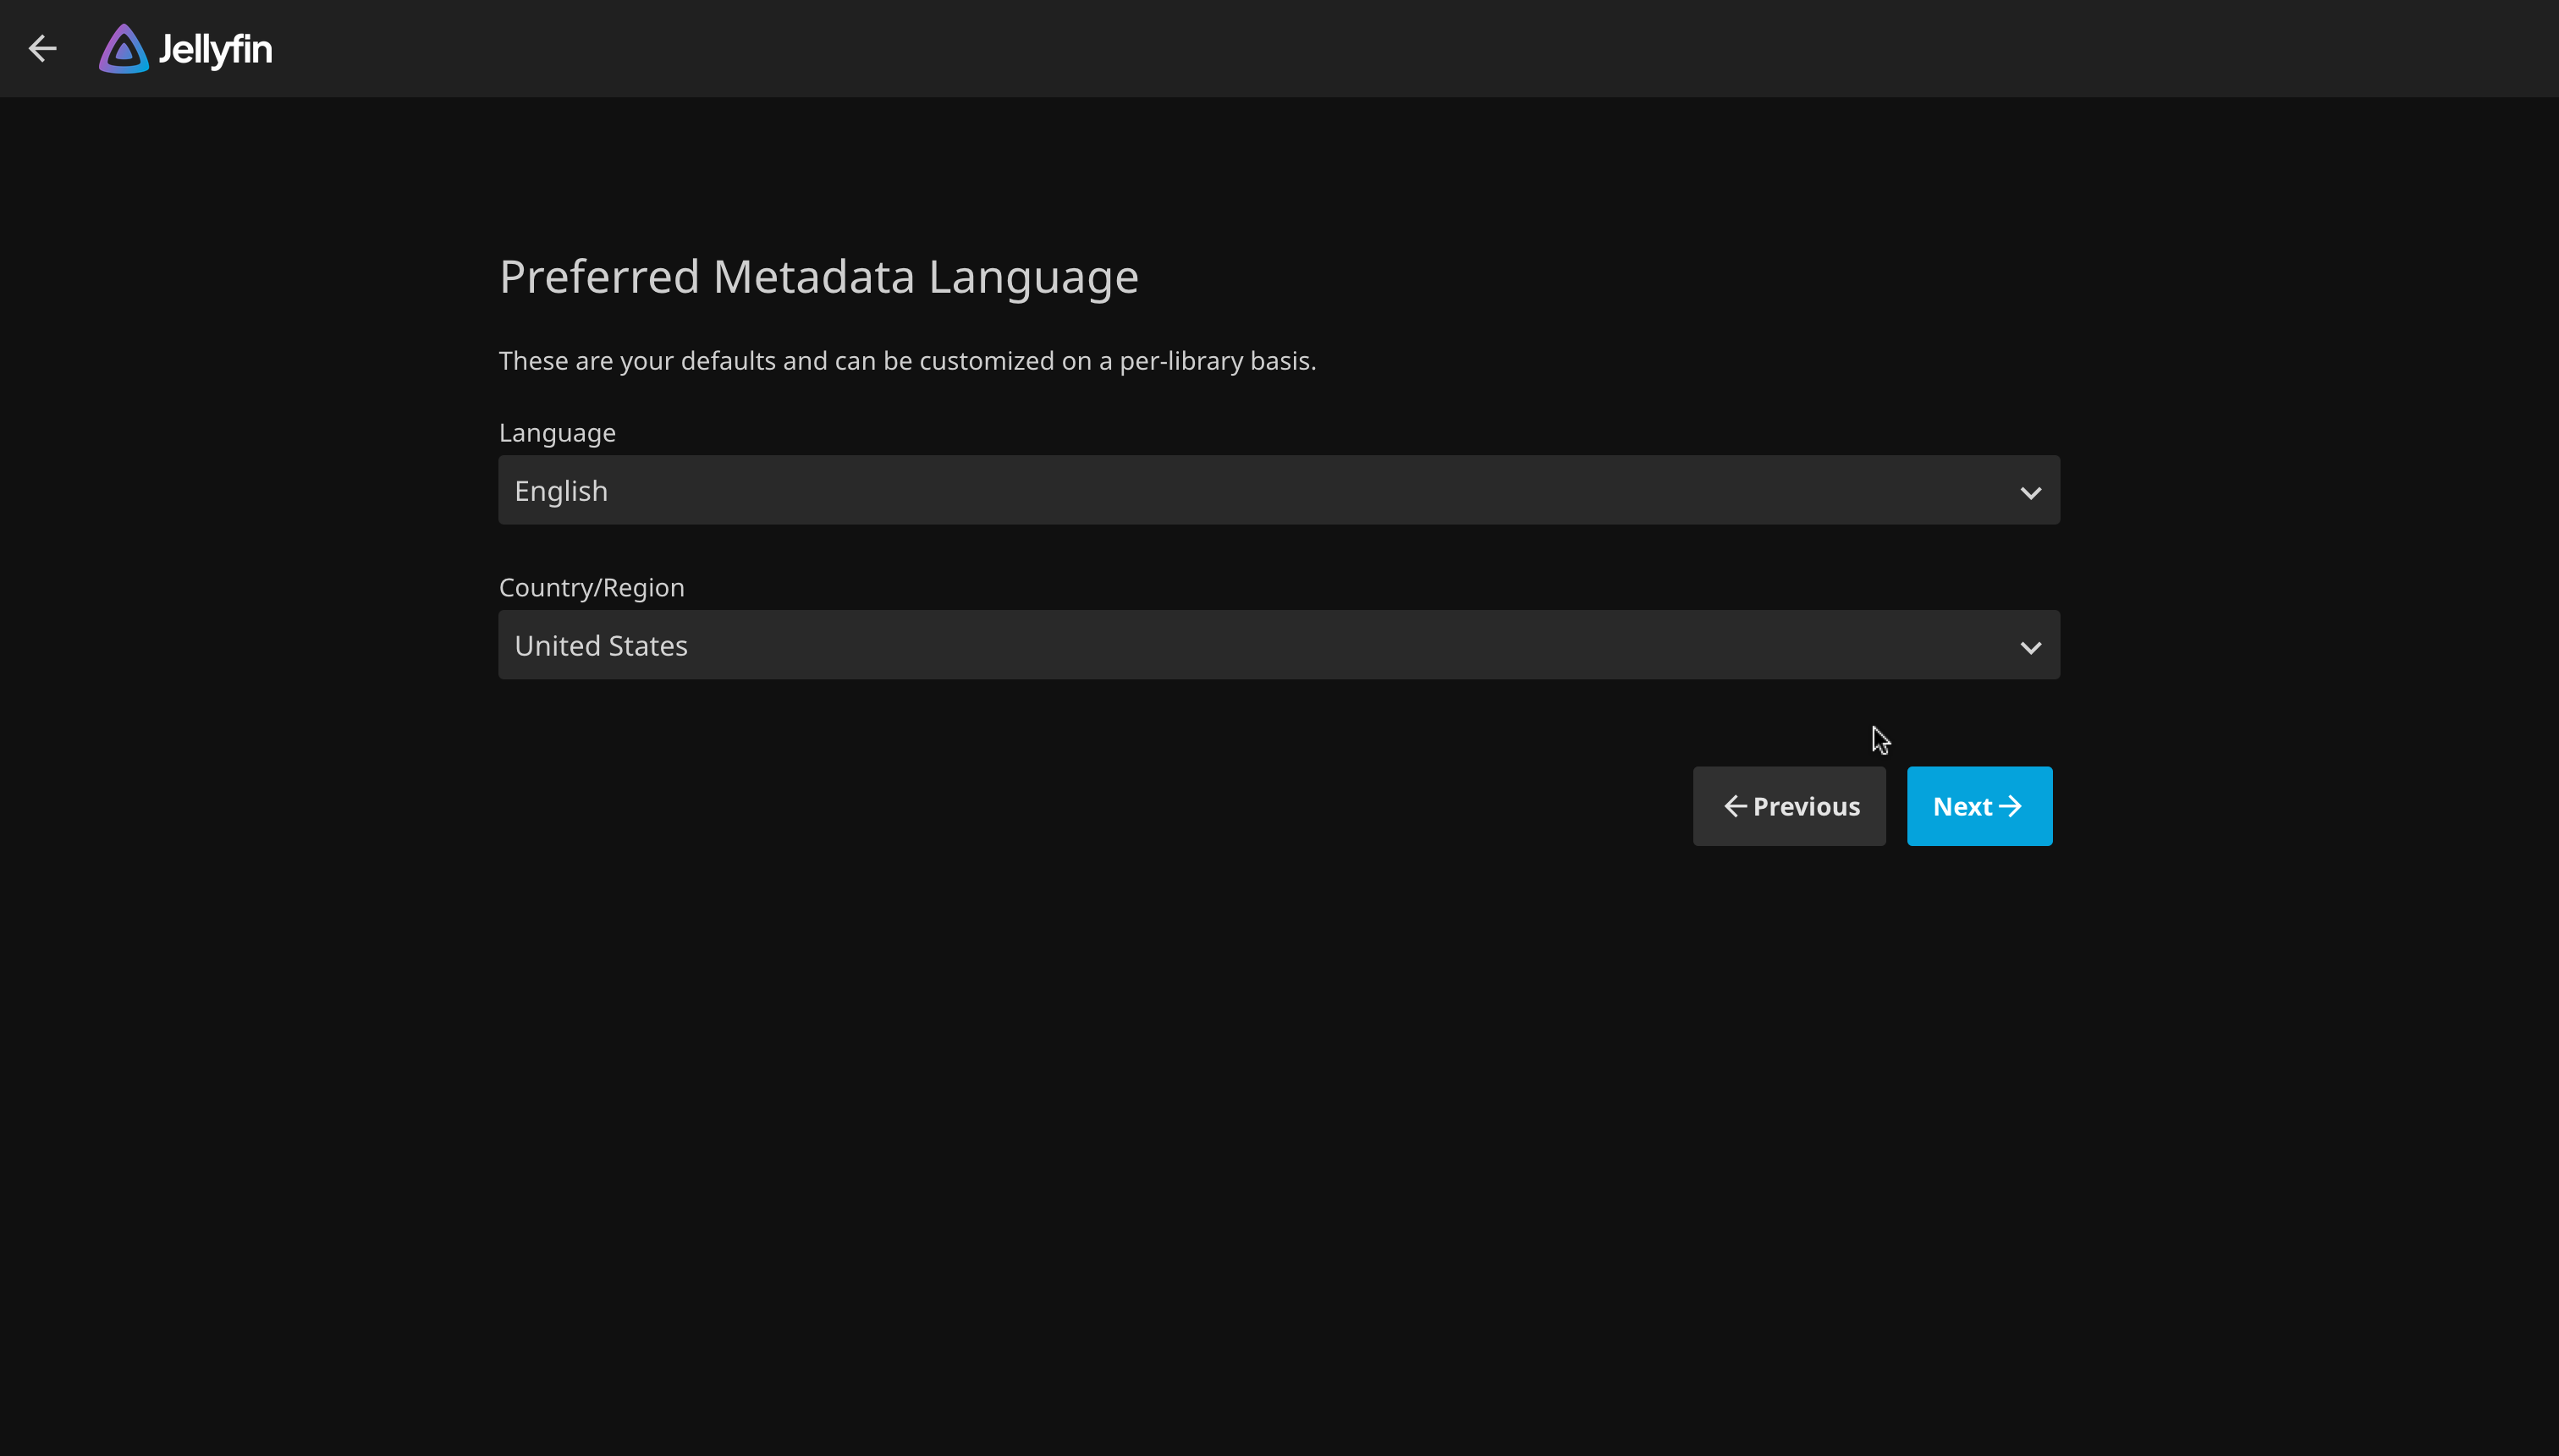 Jellyfin
Preferred Metadata Language
These are your defaults and can be customized on a per-library basis.
Language
English
Country/Region
United States
Previous
Next